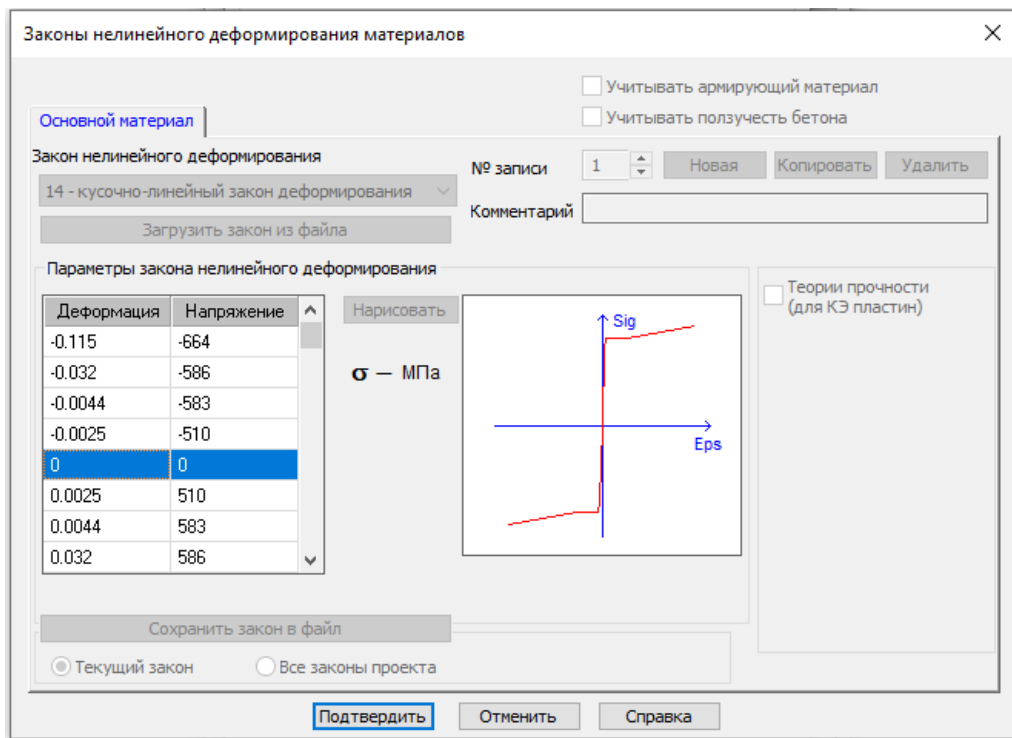 Законы нелинейного деформирования материалов
Учитывать армирующий материал
Учитывать ползучесть бетона
Основной материал
Закон нелинейного деформирования
14 - кусочно-линейный закон деформирования
Загрузить закон из файла
№ записи 1 Новая Копировать Удалить
Комментарий
Параметры закона нелинейного деформирования
Деформация Напряжение
-0.115 -664
-0.032 -586
-0.0044 -583
-0.0025 -510
0 0
0.0025 510
0.0044 583
0.032 586
Нарисовать
σ — МПа
Sig
Eps
Теории прочности
(для КЭ пластин)
Сохранить закон в файл
Текущий закон Все законы проекта
Подтвердить Отменить Справка